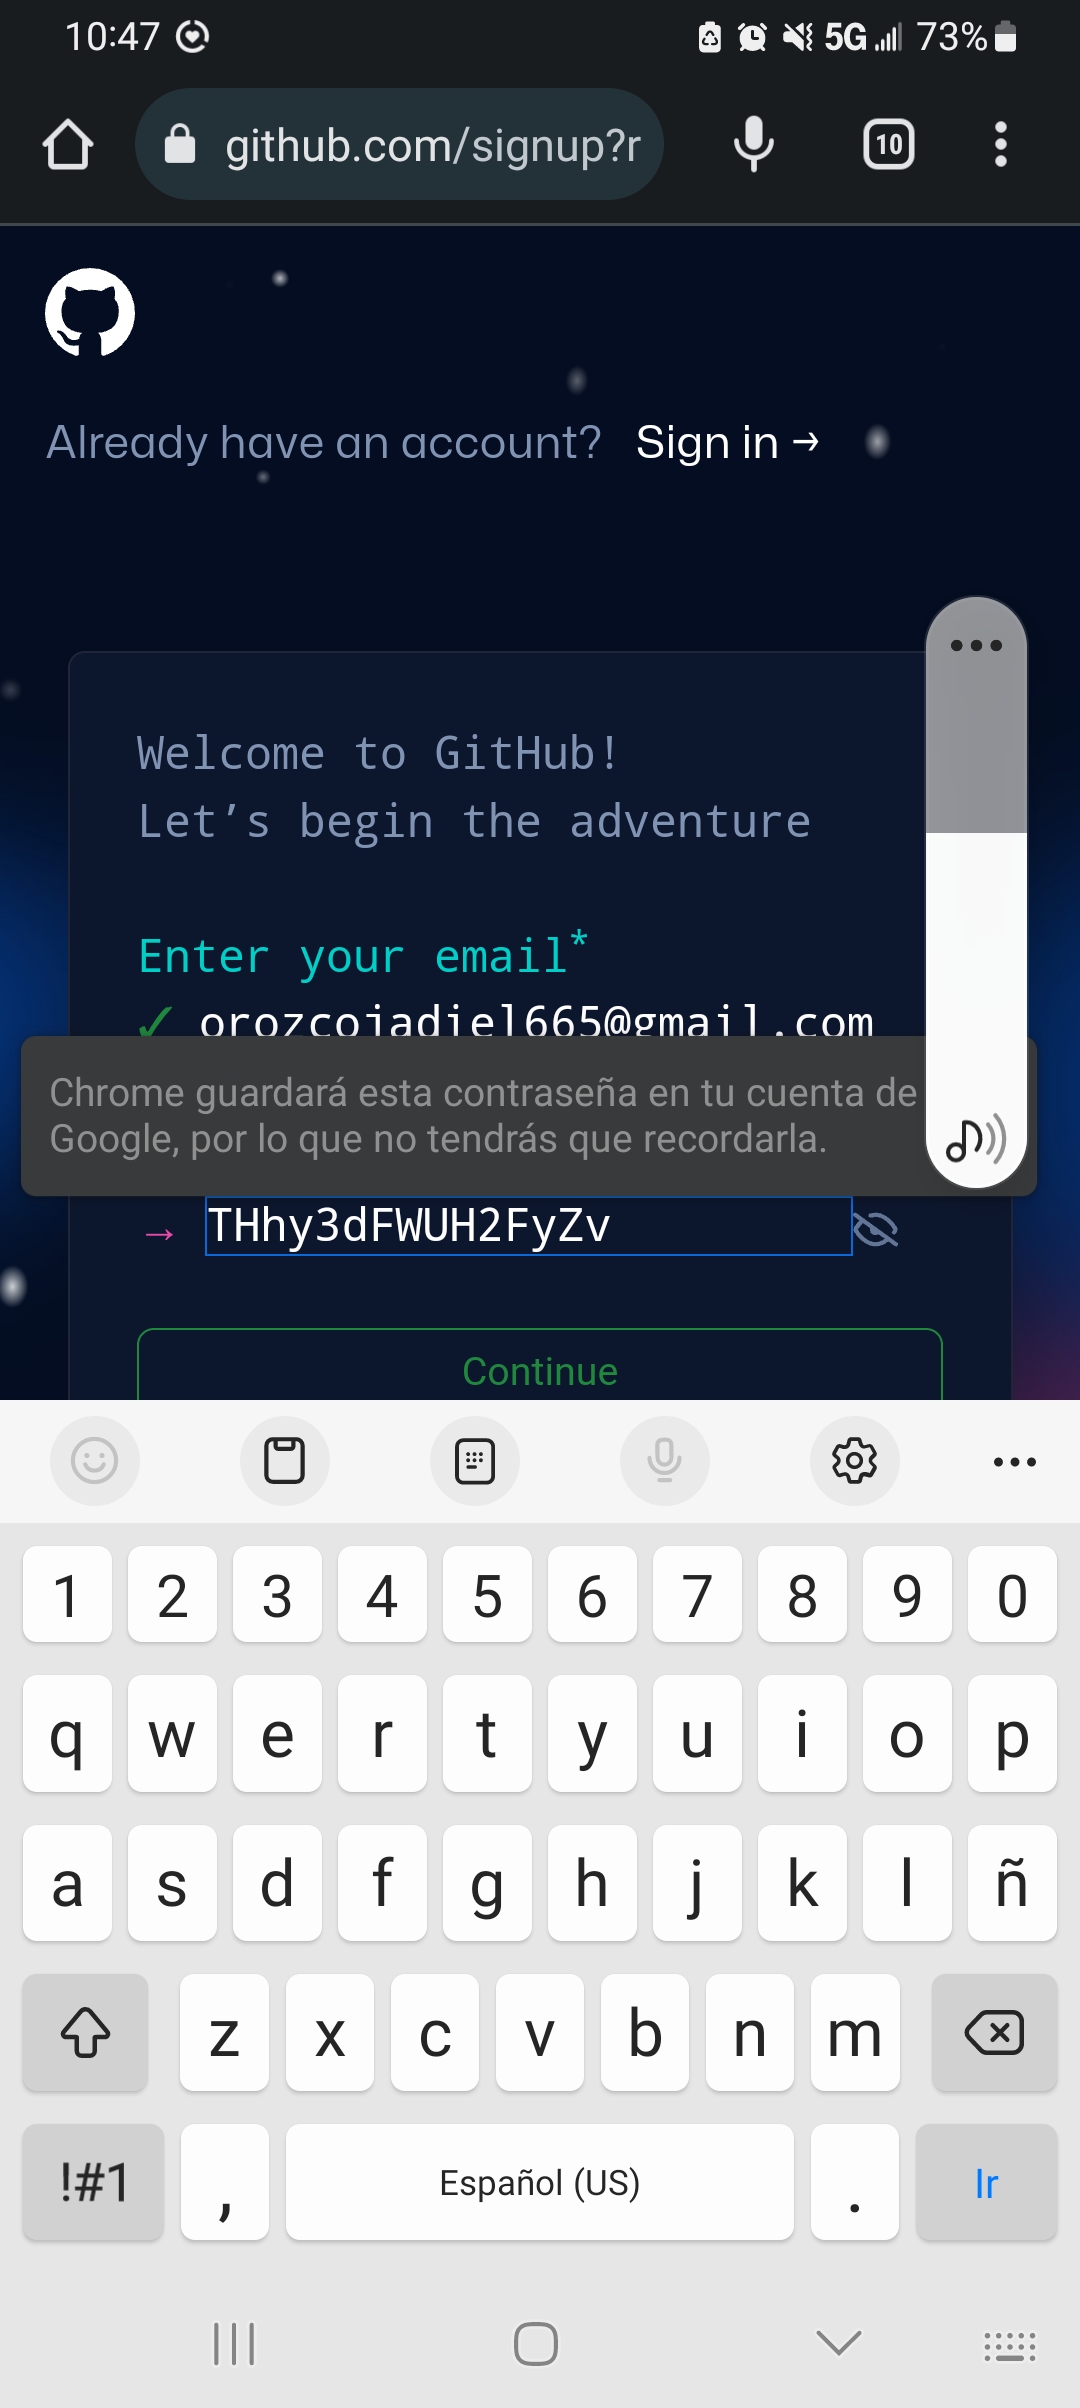 10:47
5G 73%
github.com/signup?r
10
Already have an account? Sign in →
Welcome to GitHub!
Let’s begin the adventure
Enter your email*
✓ orozcojadiel665@gmail.com
Chrome guardará esta contraseña en tu cuenta de
Google, por lo que no tendrás que recordarla.
→ THhy3dFWUH2FyZv
Continue
1 2 3 4 5 6 7 8 9 0
q w e r t y u i o p
a s d f g h j k l ñ
z x c v b n m
!#1 , Español (US) . Ir